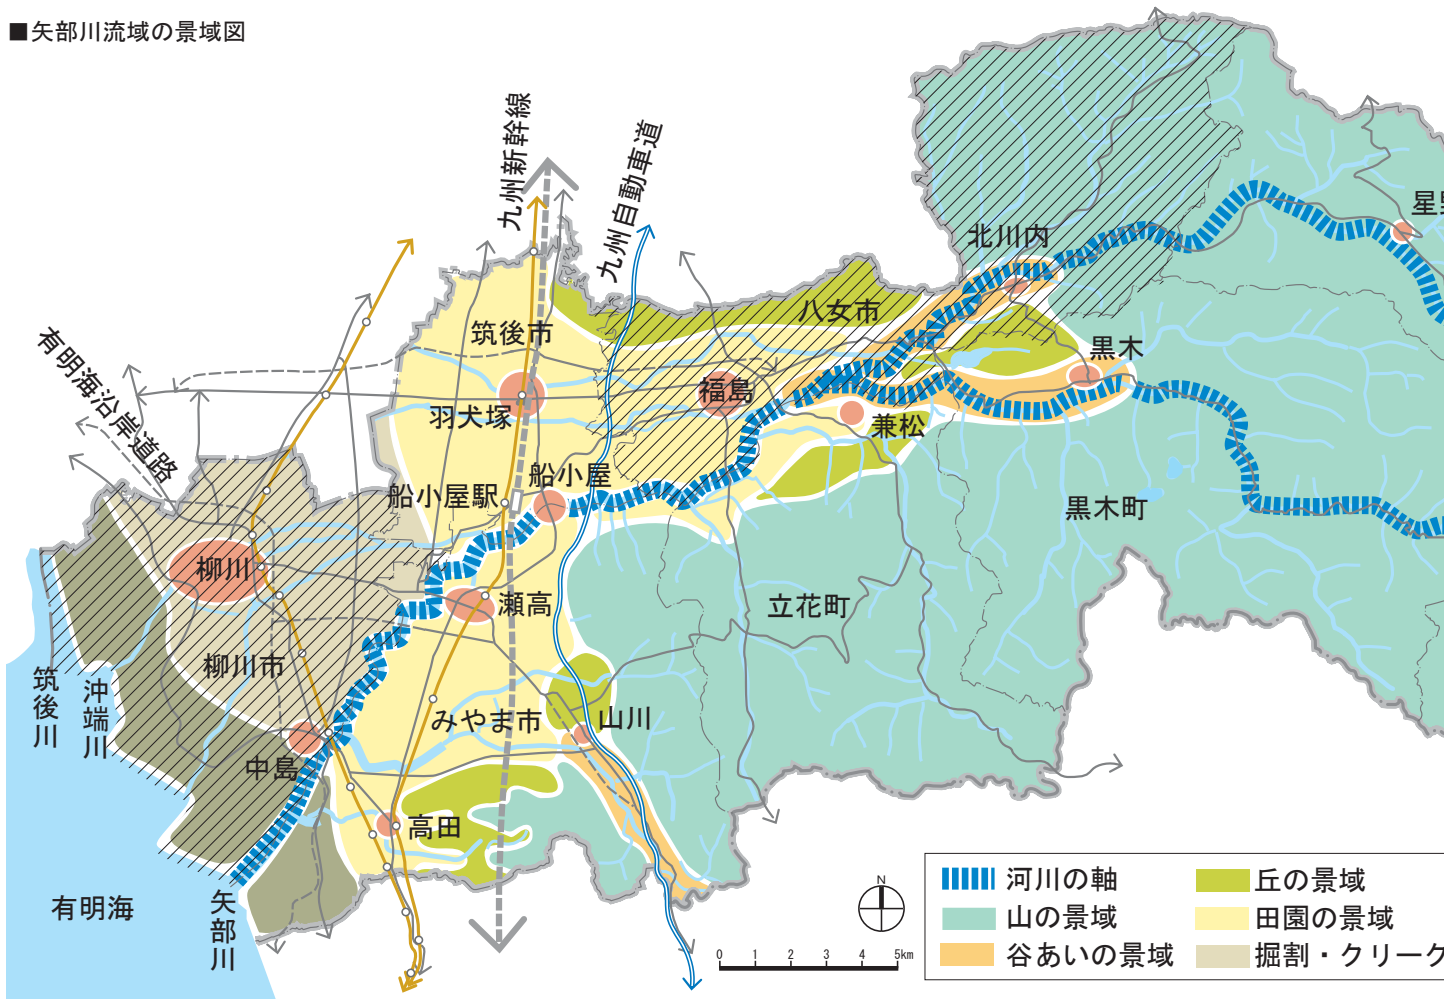 ■矢部川流域の景域図
九州新幹線
九州自動車道
有明海沿岸道路
北川内
八女市
筑後市
黒木
羽犬塚
福島
兼松
船小屋
船小屋駅
黒木町
柳川
瀬高
立花町
柳川市
筑後川
沖端川
みやま市
山川
中島
高田
有明海
矢部川
N
0 1 2 3 4 5km
河川の軸
丘の景域
山の景域
田園の景域
谷あいの景域
掘割・クリーク